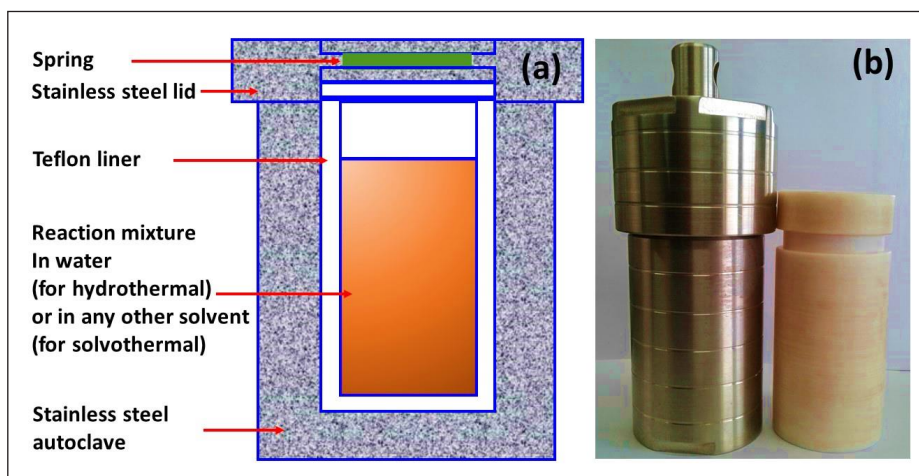 Spring
Stainless steel lid
Teflon liner
Reaction mixture
In water
(for hydrothermal)
or in any other solvent
(for solvothermal)
Stainless steel
autoclave
(a)
(b)